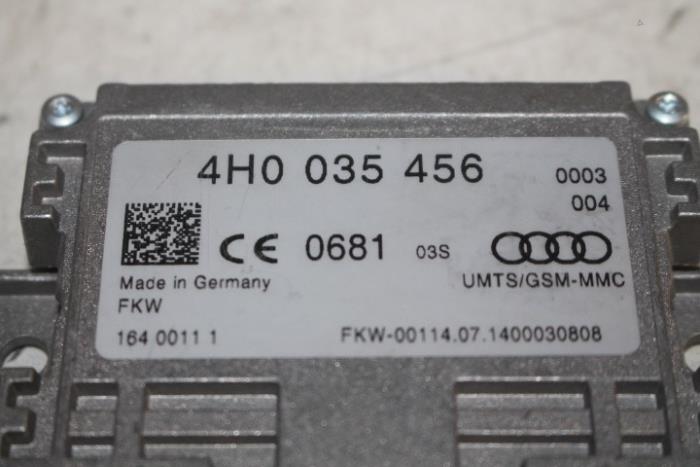 4H0 035 456 0003
004
CE 0681 03S
Made in Germany UMTS/GSM-MMC
FKW
164 0011 1 FKW-00114.07.1400030808